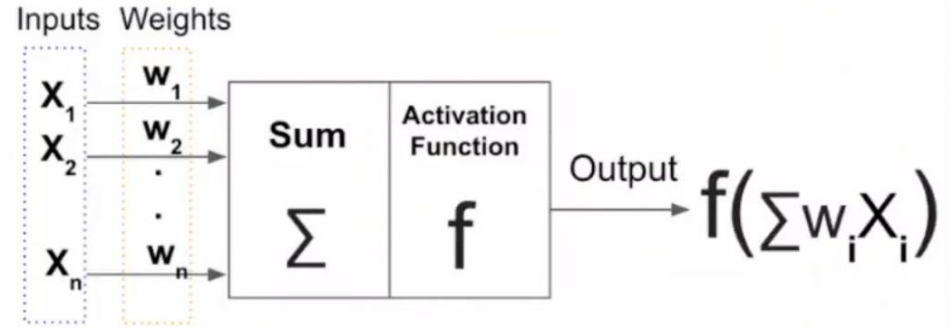 Inputs Weights
X1 w1
X2 w2
.
.
Xn wn
Sum
Σ
Activation
Function
f
Output
f(∑wiXi)